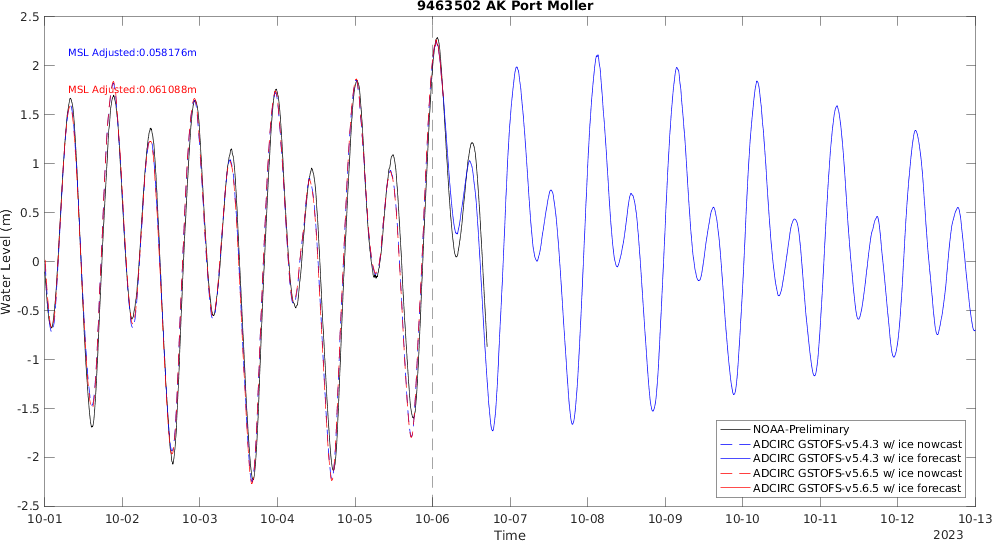 9463502 AK Port Moller
MSL Adjusted:0.058176m
MSL Adjusted:0.061088m
2.5
2
1.5
1
0.5
0
-0.5
-1
-1.5
-2
-2.5
Water Level (m)
NOAA-Preliminary
ADCIRC GSTOFS-v5.4.3 w/ ice nowcast
ADCIRC GSTOFS-v5.4.3 w/ ice forecast
ADCIRC GSTOFS-v5.6.5 w/ ice nowcast
ADCIRC GSTOFS-v5.6.5 w/ ice forecast
10-01 10-02 10-03 10-04 10-05 10-06 10-07 10-08 10-09 10-10 10-11 10-12 10-13
Time
2023